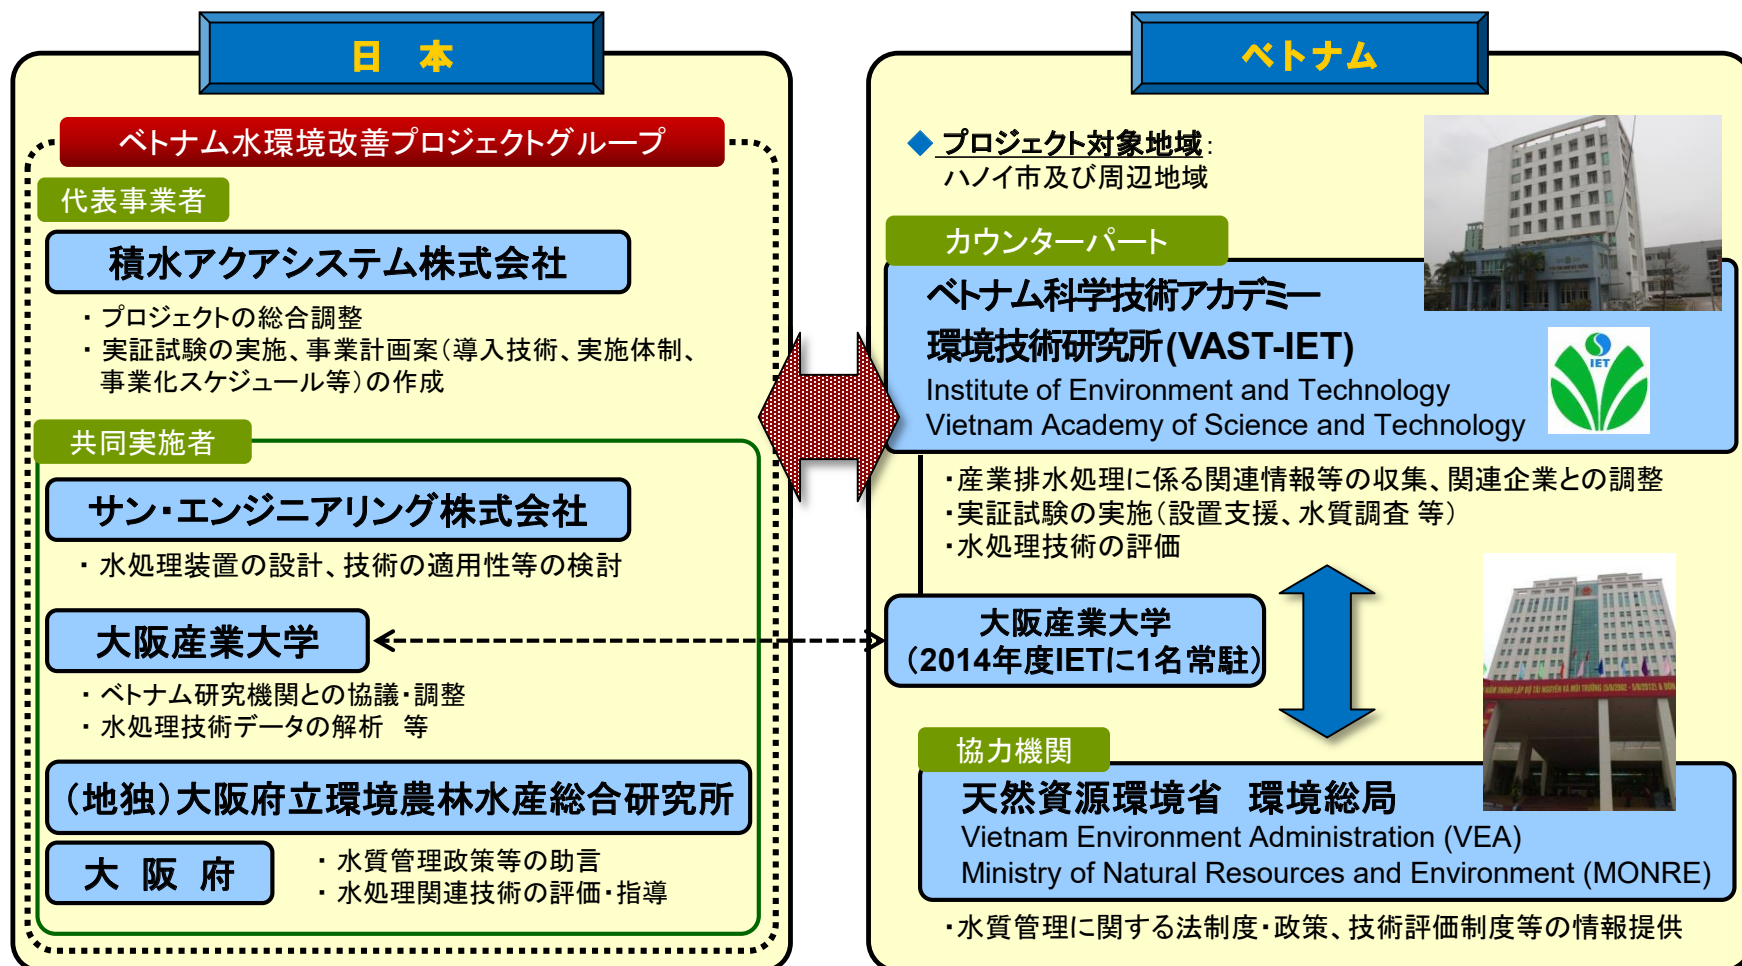 日 本
ベトナム水環境改善プロジェクトグループ
代表事業者
積水アクアシステム株式会社
・ プロジェクトの総合調整
・ 実証試験の実施、事業計画案（導入技術、実施体制、
事業化スケジュール等）の作成
共同実施者
サン・エンジニアリング株式会社
・ 水処理装置の設計、技術の適用性等の検討
大阪産業大学
・ ベトナム研究機関との協議・調整
・ 水処理技術データの解析 等
（地独）大阪府立環境農林水産総合研究所
大 阪 府
・ 水質管理政策等の助言
・ 水処理関連技術の評価・指導
ベトナム
◆ プロジェクト対象地域：
ハノイ市及び周辺地域
カウンターパート
ベトナム科学技術アカデミー
環境技術研究所(VAST-IET)
Institute of Environment and Technology
Vietnam Academy of Science and Technology
IET
・産業排水処理に係る関連情報等の収集、関連企業との調整
・実証試験の実施（設置支援、水質調査 等）
・水処理技術の評価
大阪産業大学
（2014年度IETに1名常駐）
協力機関
天然資源環境省 環境総局
Vietnam Environment Administration (VEA)
Ministry of Natural Resources and Environment (MONRE)
・水質管理に関する法制度・政策、技術評価制度等の情報提供